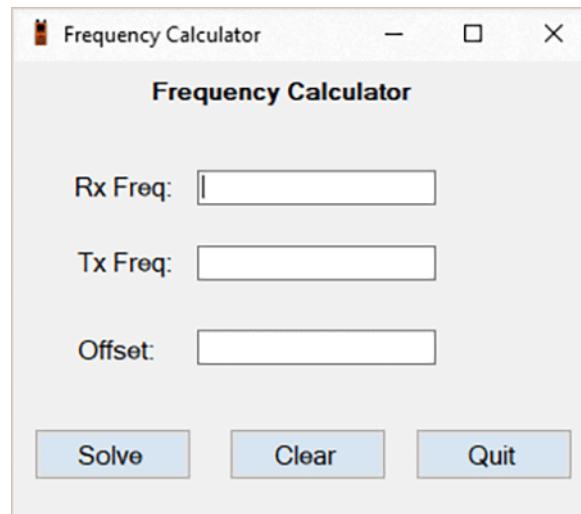 Frequency Calculator
Frequency Calculator
Rx Freq:
Tx Freq:
Offset:
Solve Clear Quit